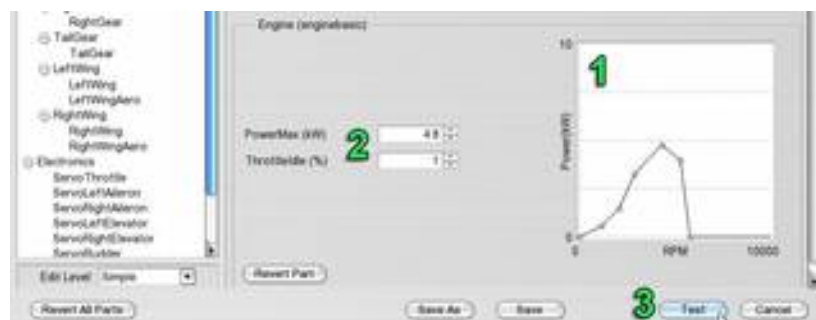 RightGear
TailGear
TailGear
LeftWing
LeftWing
LeftWingAero
RightWing
RightWing
RightWingAero
Electronics
ServoThrottle
ServoLeftAileron
ServoRightAileron
ServoLeftElevator
ServoRightElevator
ServoRudder
Edit Level: Simple
Engine (enginebasic)
PowerMax (kW) 4.8
ThrottleIdle (%) 1
2
1
10
Power(kW)
0
0 RPM 10000
Revert Part
Revert All Parts
Save As
Save
3
Test
Cancel